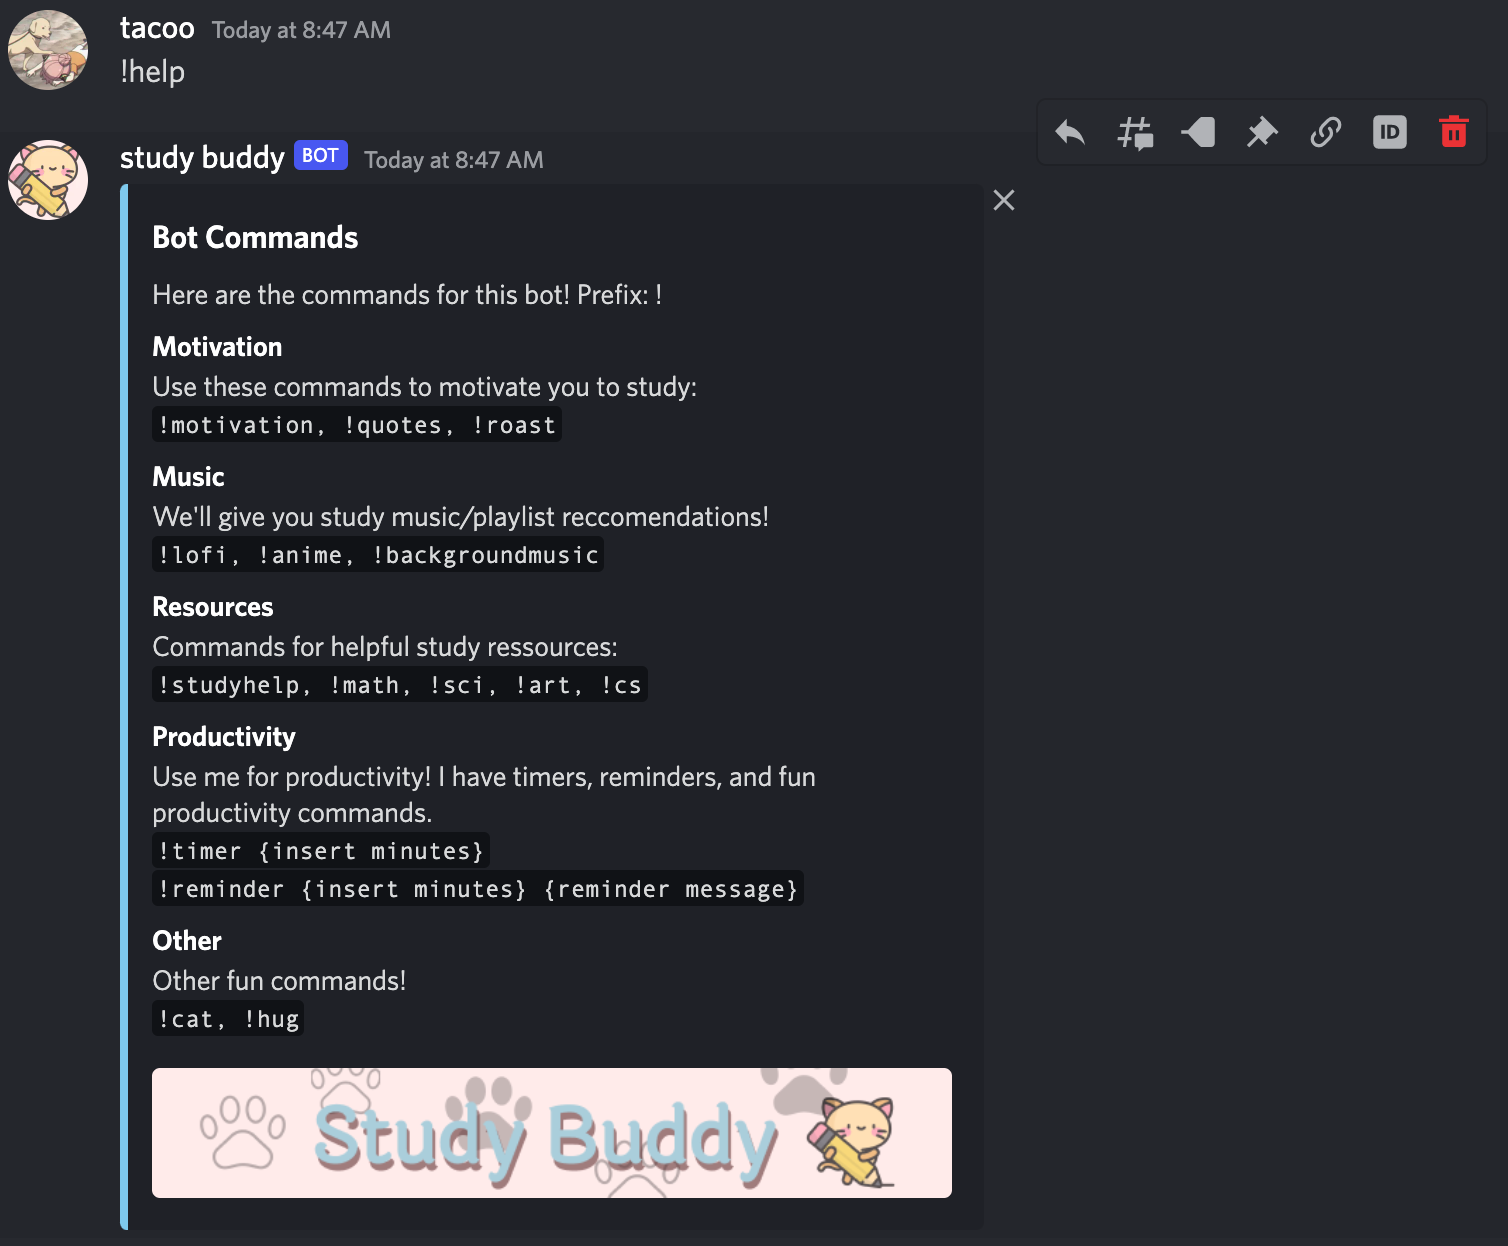 tacoo Today at 8:47 AM
!help
ID
study buddy BOT Today at 8:47 AM
Bot Commands
Here are the commands for this bot! Prefix: !
Motivation
Use these commands to motivate you to study:
!motivation, !quotes, !roast
Music
We'll give you study music/playlist reccomendations!
!lofi, !anime, !backgroundmusic
Resources
Commands for helpful study ressources:
!studyhelp, !math, !sci, !art, !cs
Productivity
Use me for productivity! I have timers, reminders, and fun
productivity commands.
!timer {insert minutes}
!reminder {insert minutes} {reminder message}
Other
Other fun commands!
!cat, !hug
Study Buddy